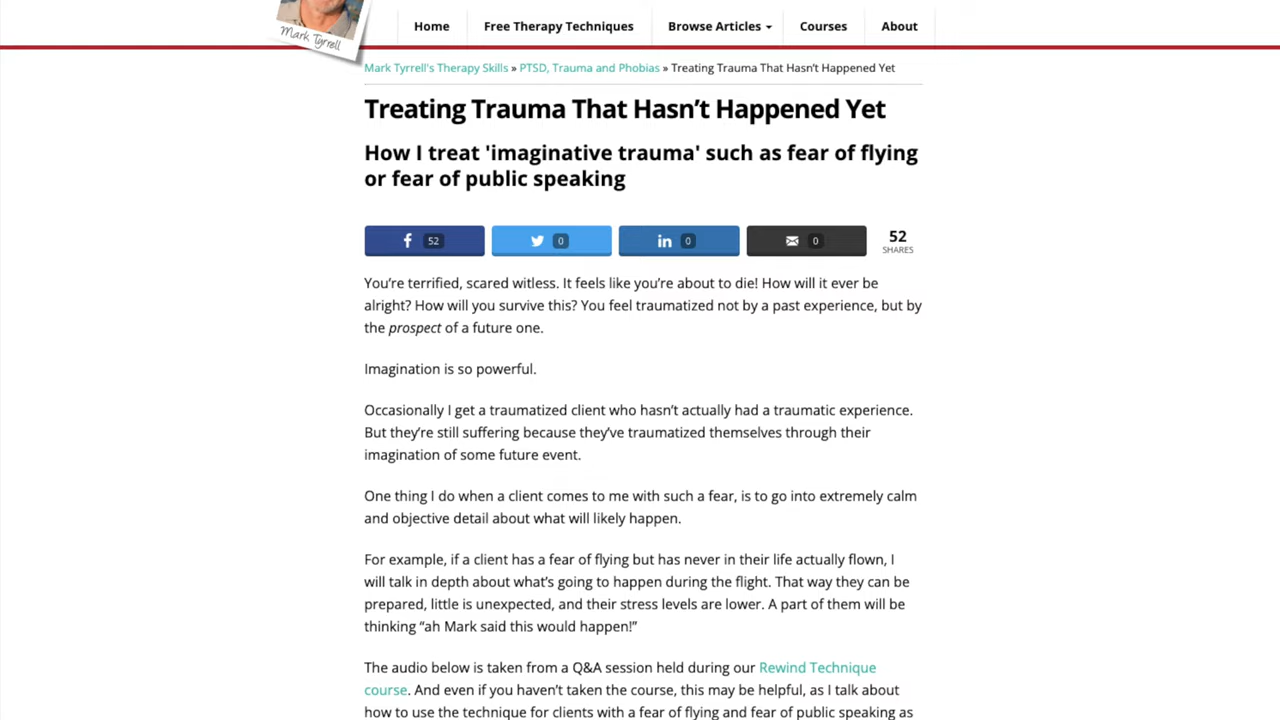 Mark Tyrrell
Home
Free Therapy Techniques
Browse Articles
Courses
About
Mark Tyrrell's Therapy Skills » PTSD, Trauma and Phobias » Treating Trauma That Hasn't Happened Yet
Treating Trauma That Hasn't Happened Yet
How I treat 'imaginative trauma' such as fear of flying
or fear of public speaking
52
0
0
0
52
SHARES
You're terrified, scared witless. It feels like you're about to die! How will it ever be
alright? How will you survive this? You feel traumatized not by a past experience, but by
the prospect of a future one.
Imagination is so powerful.
Occasionally I get a traumatized client who hasn't actually had a traumatic experience.
But they're still suffering because they've traumatized themselves through their
imagination of some future event.
One thing I do when a client comes to me with such a fear, is to go into extremely calm
and objective detail about what will likely happen.
For example, if a client has a fear of flying but has never in their life actually flown, I
will talk in depth about what's going to happen during the flight. That way they can be
prepared, little is unexpected, and their stress levels are lower. A part of them will be
thinking “ah Mark said this would happen!”
The audio below is taken from a Q&A session held during our Rewind Technique
course. And even if you haven't taken the course, this may be helpful, as I talk about
how to use the technique for clients with a fear of flying and fear of public speaking as